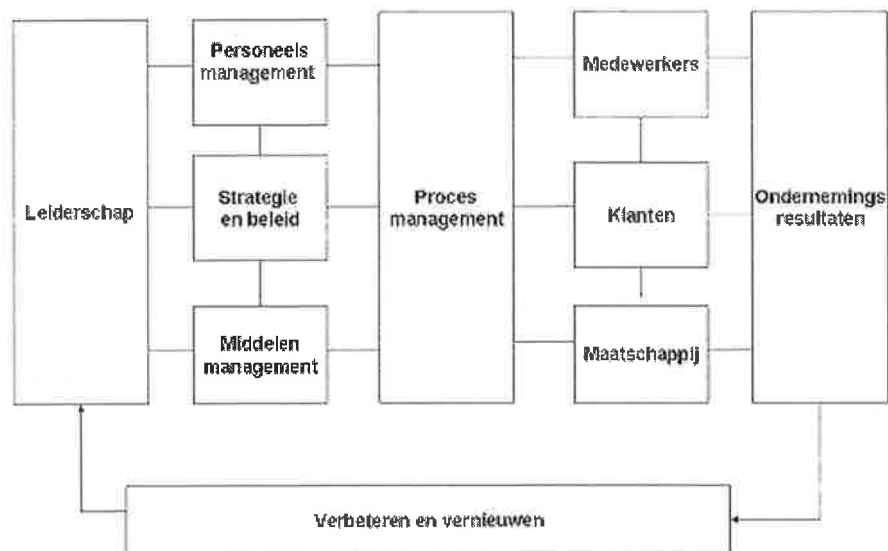 Leiderschap
Personeels
management
Strategie
en beleid
Middelen
management
Proces
management
Medewerkers
Klanten
Maatschappij
Ondernemings
resultaten
Verbeteren en vernieuwen